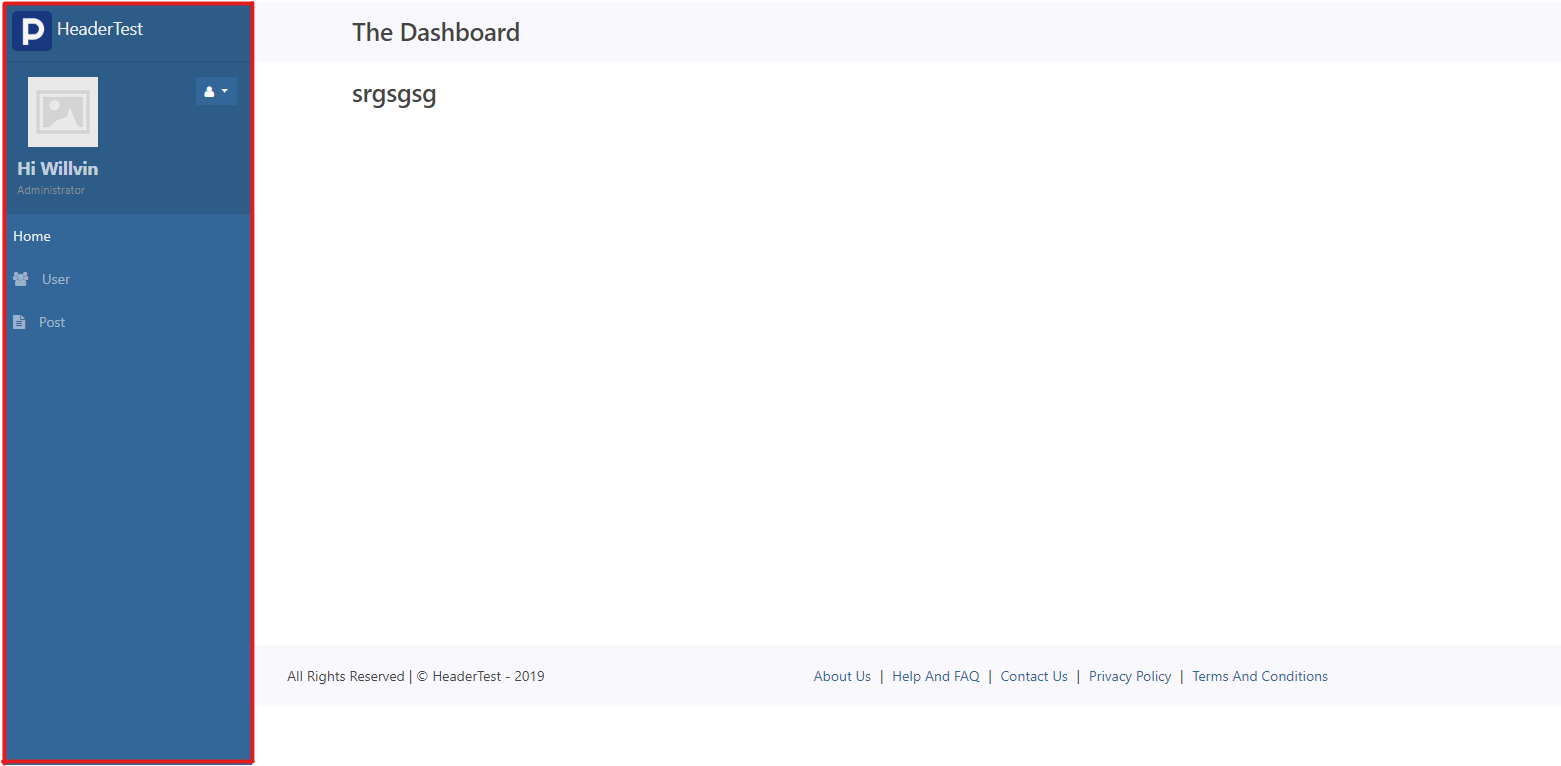 HeaderTest
The Dashboard
srgsgsg
Hi Willvin
Administrator
Home
User
Post
All Rights Reserved | © HeaderTest - 2019
About Us | Help And FAQ | Contact Us | Privacy Policy | Terms And Conditions